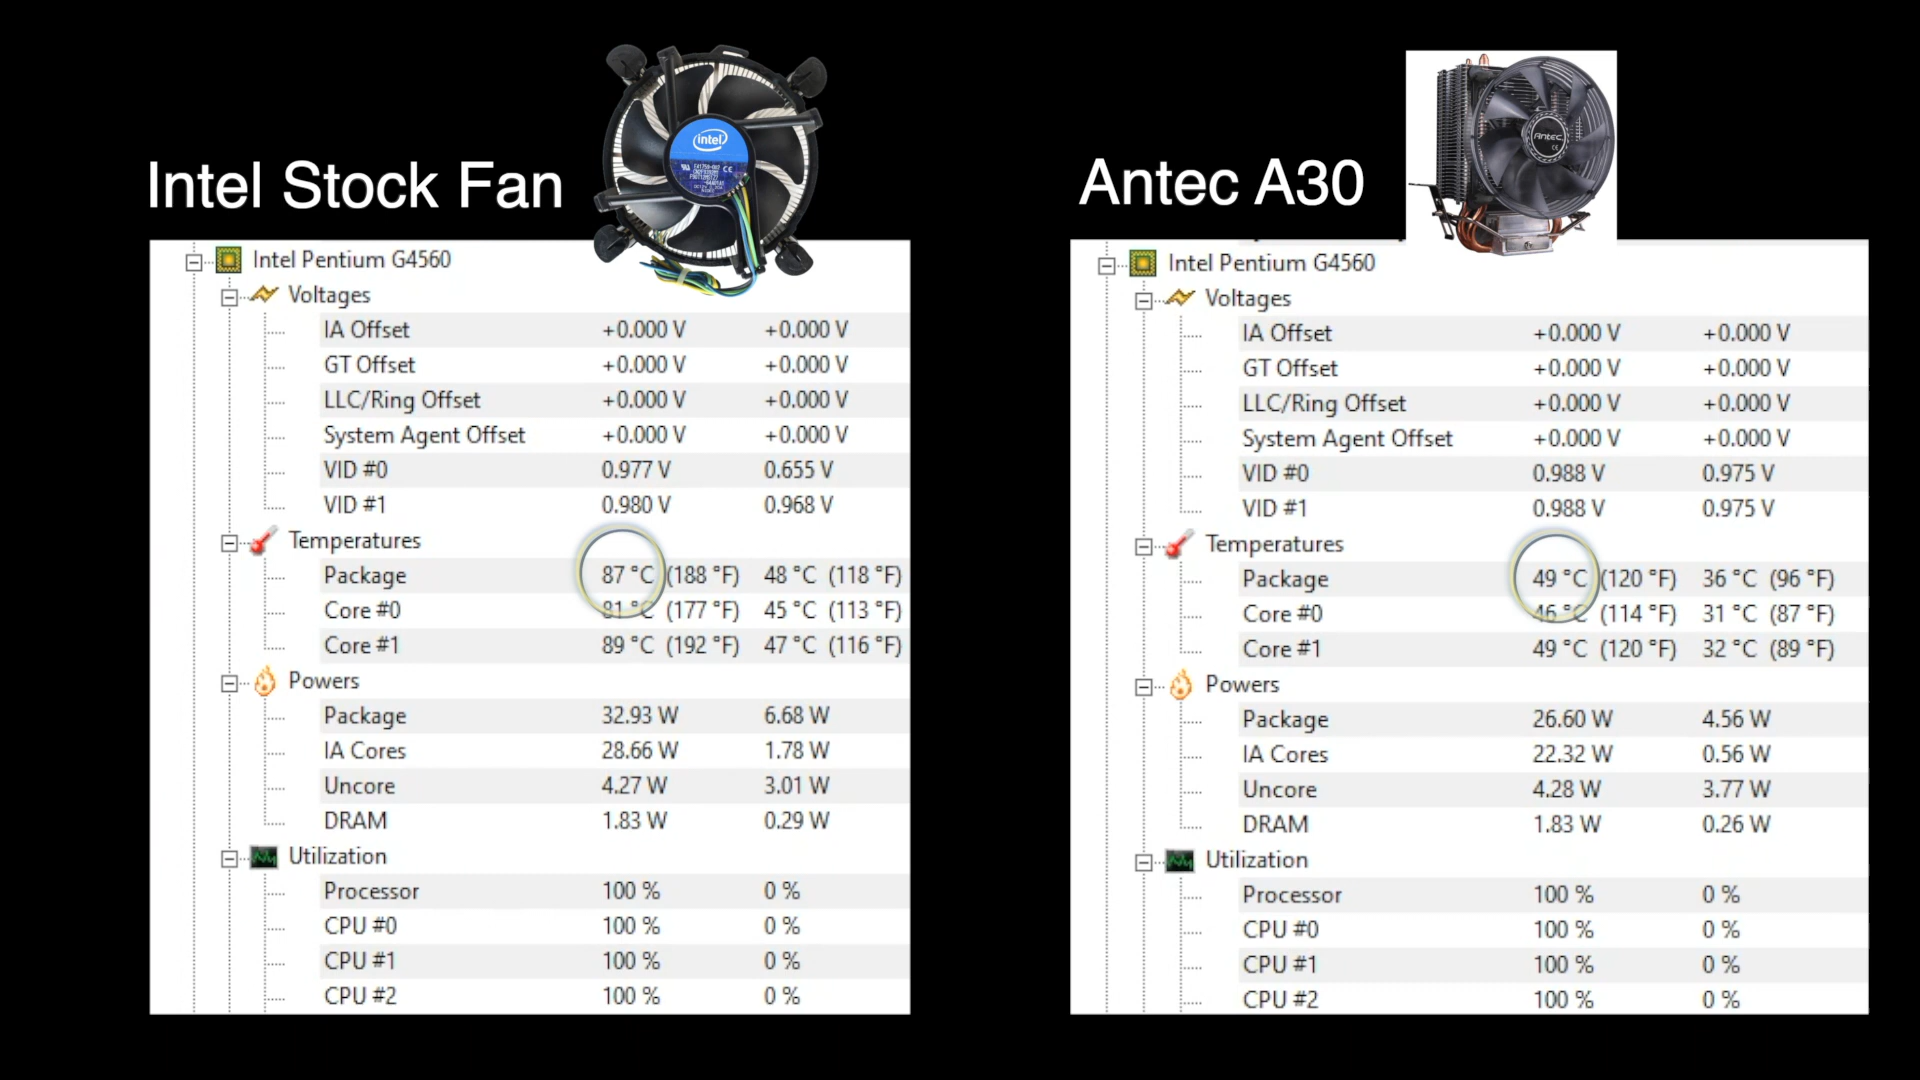 Intel Stock Fan
intel
Intel Pentium G4560
Voltages
IA Offset +0.000 V +0.000 V
GT Offset +0.000 V +0.000 V
LLC/Ring Offset +0.000 V +0.000 V
System Agent Offset +0.000 V +0.000 V
VID #0 0.977 V 0.655 V
VID #1 0.980 V 0.968 V
Temperatures
Package 87 °C (188 °F) 48 °C (118 °F)
Core #0 81 °C (177 °F) 45 °C (113 °F)
Core #1 89 °C (192 °F) 47 °C (116 °F)
Powers
Package 32.93 W 6.68 W
IA Cores 28.66 W 1.78 W
Uncore 4.27 W 3.01 W
DRAM 1.83 W 0.29 W
Utilization
Processor 100 % 0 %
CPU #0 100 % 0 %
CPU #1 100 % 0 %
CPU #2 100 % 0 %
Antec A30
Antec
Intel Pentium G4560
Voltages
IA Offset +0.000 V +0.000 V
GT Offset +0.000 V +0.000 V
LLC/Ring Offset +0.000 V +0.000 V
System Agent Offset +0.000 V +0.000 V
VID #0 0.988 V 0.975 V
VID #1 0.988 V 0.975 V
Temperatures
Package 49 °C (120 °F) 36 °C (96 °F)
Core #0 46 °C (114 °F) 31 °C (87 °F)
Core #1 49 °C (120 °F) 32 °C (89 °F)
Powers
Package 26.60 W 4.56 W
IA Cores 22.32 W 0.56 W
Uncore 4.28 W 3.77 W
DRAM 1.83 W 0.26 W
Utilization
Processor 100 % 0 %
CPU #0 100 % 0 %
CPU #1 100 % 0 %
CPU #2 100 % 0 %